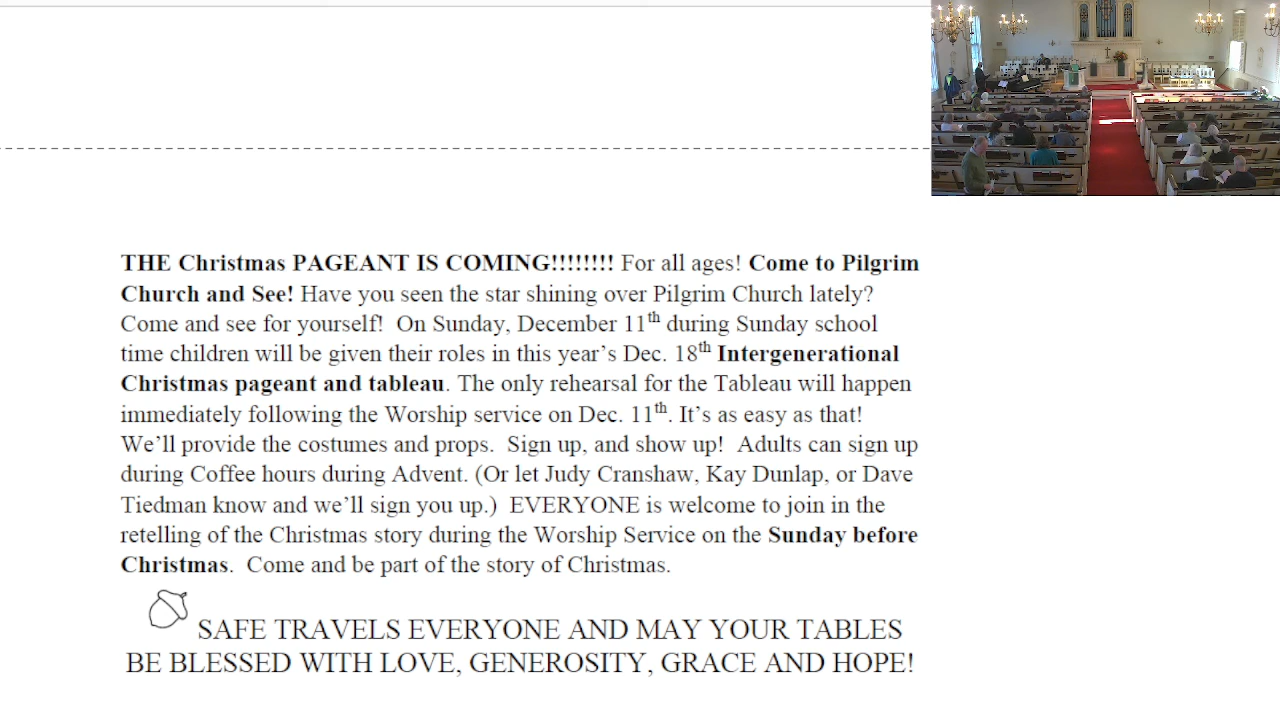 THE Christmas PAGEANT IS COMING!!!!!!!! For all ages! Come to Pilgrim
Church and See! Have you seen the star shining over Pilgrim Church lately?
Come and see for yourself!  On Sunday, December 11th during Sunday school
time children will be given their roles in this year’s Dec. 18th Intergenerational
Christmas pageant and tableau. The only rehearsal for the Tableau will happen
immediately following the Worship service on Dec. 11th. It’s as easy as that!
We’ll provide the costumes and props.  Sign up, and show up!  Adults can sign up
during Coffee hours during Advent. (Or let Judy Cranshaw, Kay Dunlap, or Dave
Tiedman know and we’ll sign you up.)  EVERYONE is welcome to join in the
retelling of the Christmas story during the Worship Service on the Sunday before
Christmas.  Come and be part of the story of Christmas.
SAFE TRAVELS EVERYONE AND MAY YOUR TABLES
BE BLESSED WITH LOVE, GENEROSITY, GRACE AND HOPE!